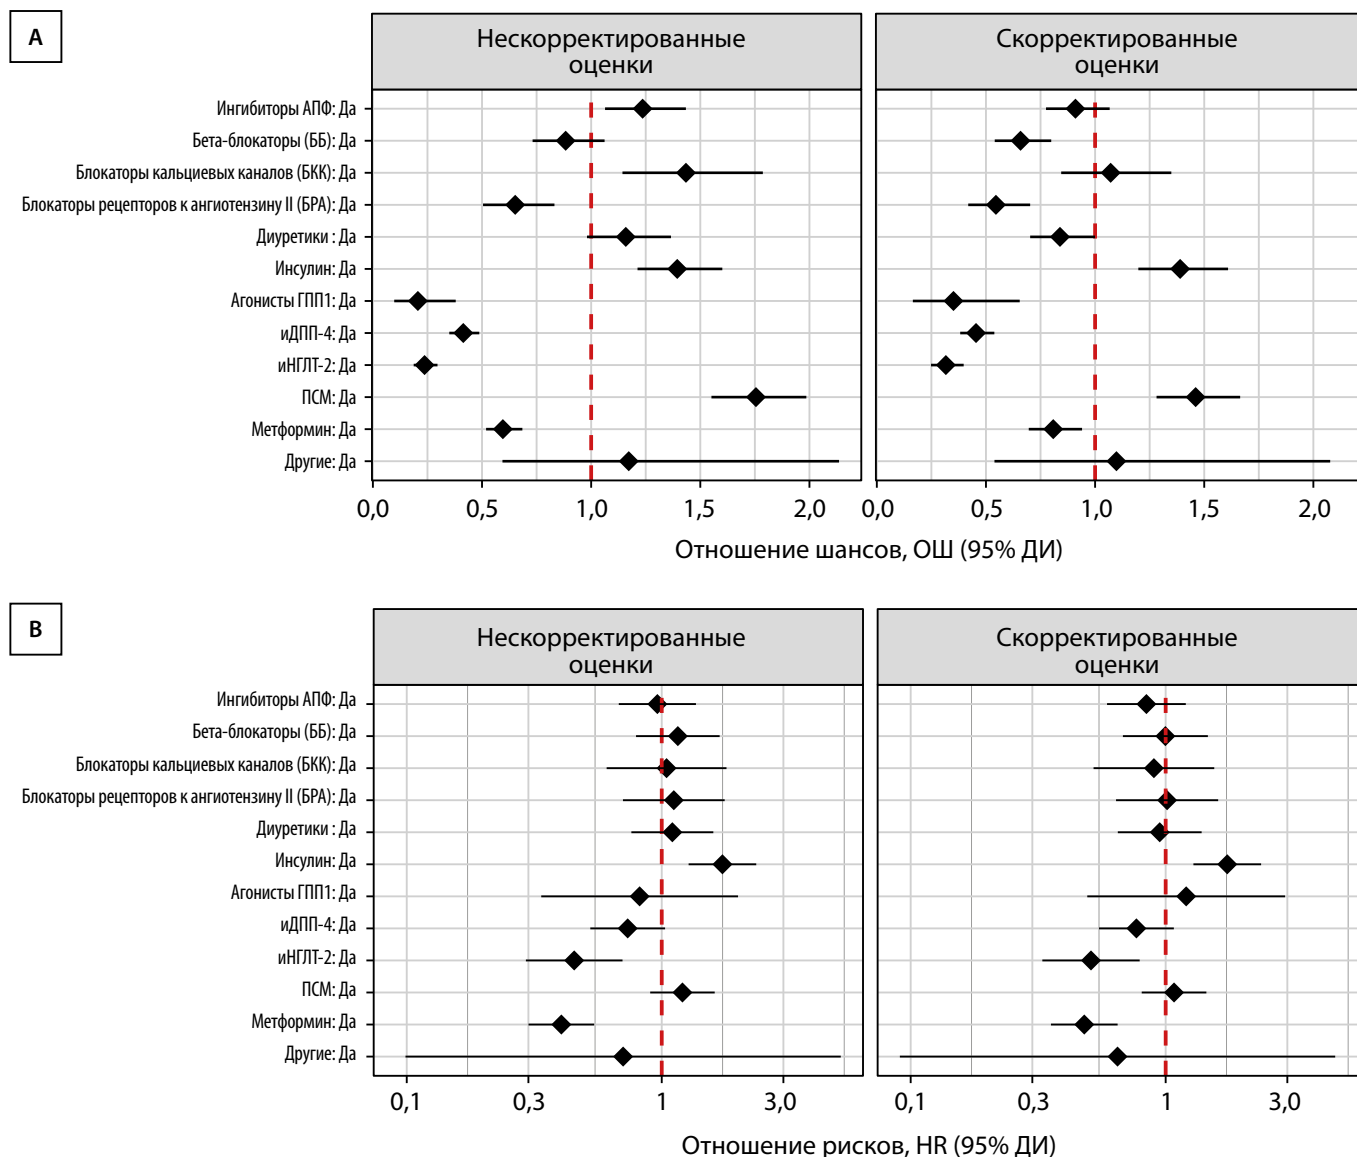 A
Нескорректированные
оценки
Скорректированные
оценки
Ингибиторы АПФ: Да
Бета-блокаторы (ББ): Да
Блокаторы кальциевых каналов (БКК): Да
Блокаторы рецепторов к ангиотензину II (БРА): Да
Диуретики : Да
Инсулин: Да
Агонисты ГПП1: Да
иДПП-4: Да
иНГЛТ-2: Да
ПСМ: Да
Метформин: Да
Другие: Да
0,0 0,5 1,0 1,5 2,0 0,0 0,5 1,0 1,5 2,0
Отношение шансов, ОШ (95% ДИ)
B
Нескорректированные
оценки
Скорректированные
оценки
Ингибиторы АПФ: Да
Бета-блокаторы (ББ): Да
Блокаторы кальциевых каналов (БКК): Да
Блокаторы рецепторов к ангиотензину II (БРА): Да
Диуретики : Да
Инсулин: Да
Агонисты ГПП1: Да
иДПП-4: Да
иНГЛТ-2: Да
ПСМ: Да
Метформин: Да
Другие: Да
0,1 0,3 1 3,0 0,1 0,3 1 3,0
Отношение рисков, HR (95% ДИ)